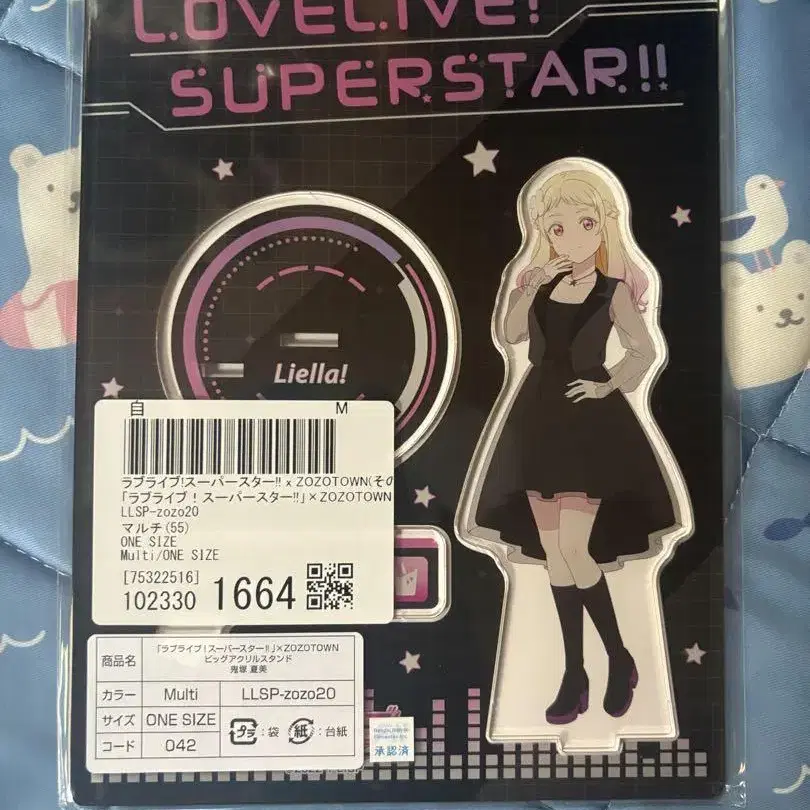 LOVELIVE!
SUPERSTAR!!
Liella!
自 M
ラブライブ!スーパースター!! x ZOZOTOWN(その
「ラブライブ！スーパースター!!」×ZOZOTOWN
LLSP-zozo20
マルチ(55)
ONE SIZE
Multi/ONE SIZE
[75322516]
102330 1664
商品名 「ラブライブ！スーパースター!!」×ZOZOTOWN
ビッグアクリルスタンド
鬼塚 夏美
カラー Multi LLSP-zozo20
サイズ ONE SIZE プラ:袋 紙:台紙
コード 042
承認済